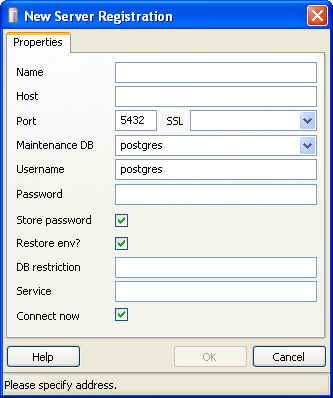 New Server Registration
Properties
Name
Host
Port 5432 SSL
Maintenance DB postgres
Username postgres
Password
Store password
Restore env?
DB restriction
Service
Connect now
Help OK Cancel
Please specify address.